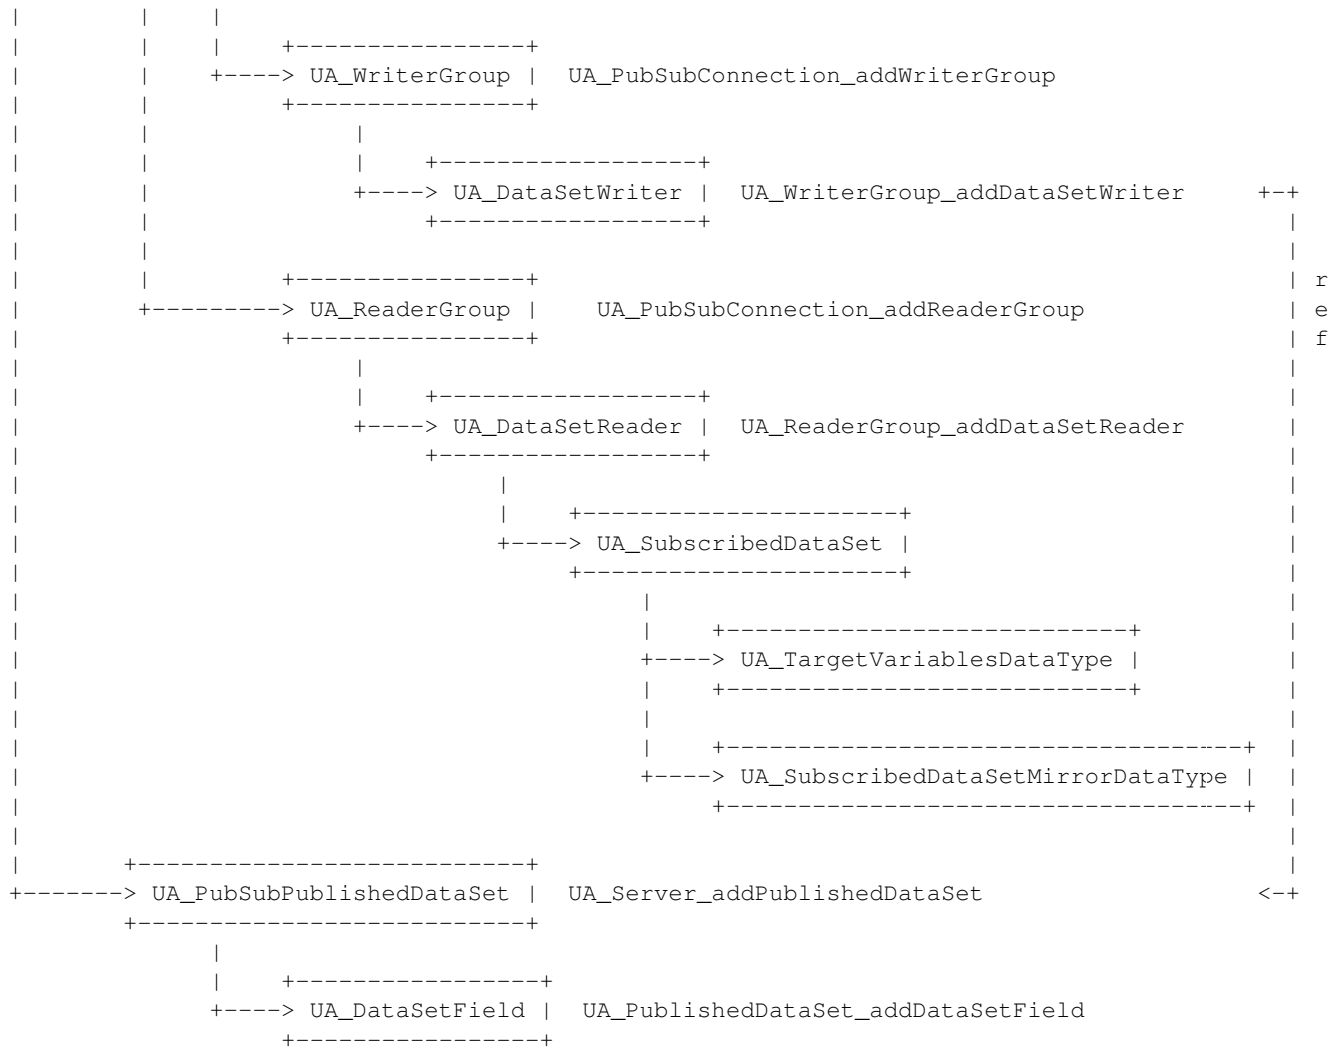 UA_WriterGroup | UA_PubSubConnection_addWriterGroup
UA_DataSetWriter | UA_WriterGroup_addDataSetWriter
r
UA_ReaderGroup | UA_PubSubConnection_addReaderGroup e
f
UA_DataSetReader | UA_ReaderGroup_addDataSetReader
UA_SubscribedDataSet |
UA_TargetVariablesDataType |
UA_SubscribedDataSetMirrorDataType |
UA_PubSubPublishedDataSet | UA_Server_addPublishedDataSet
UA_DataSetField | UA_PublishedDataSet_addDataSetField